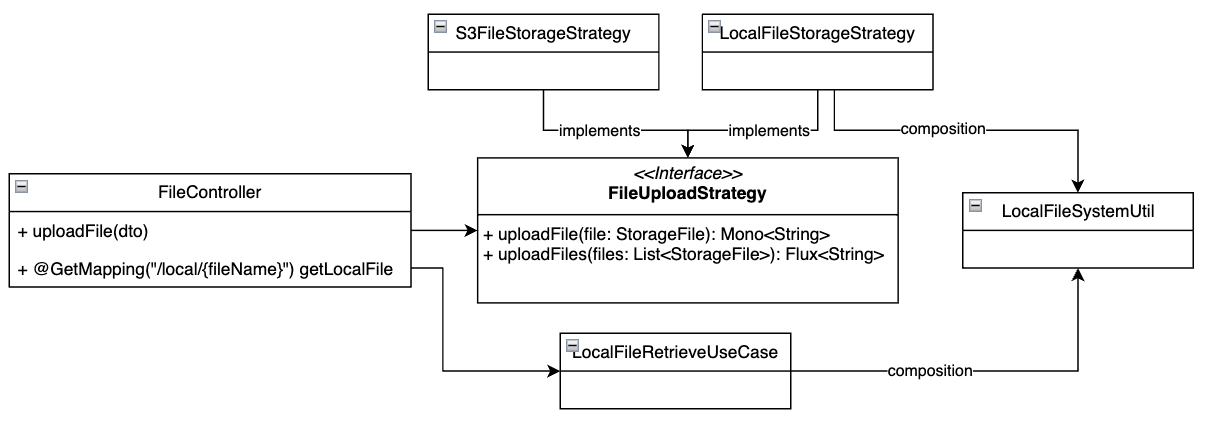 S3FileStorageStrategy
LocalFileStorageStrategy
implements
implements
composition
<<Interface>>
FileUploadStrategy
+ uploadFile(file: StorageFile): Mono<String>
+ uploadFiles(files: List<StorageFile>): Flux<String>
FileController
+ uploadFile(dto)
+ @GetMapping("/local/{fileName}") getLocalFile
LocalFileSystemUtil
LocalFileRetrieveUseCase
composition